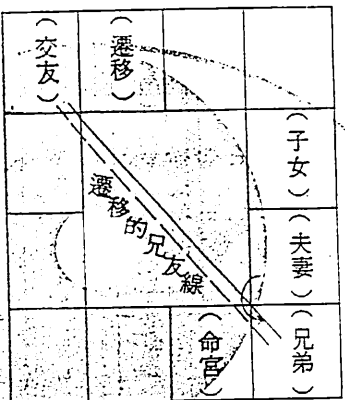 （交友）
（遷移）
（子女）
（夫妻）
（兄弟）
（命宮）
遷移的兄友線